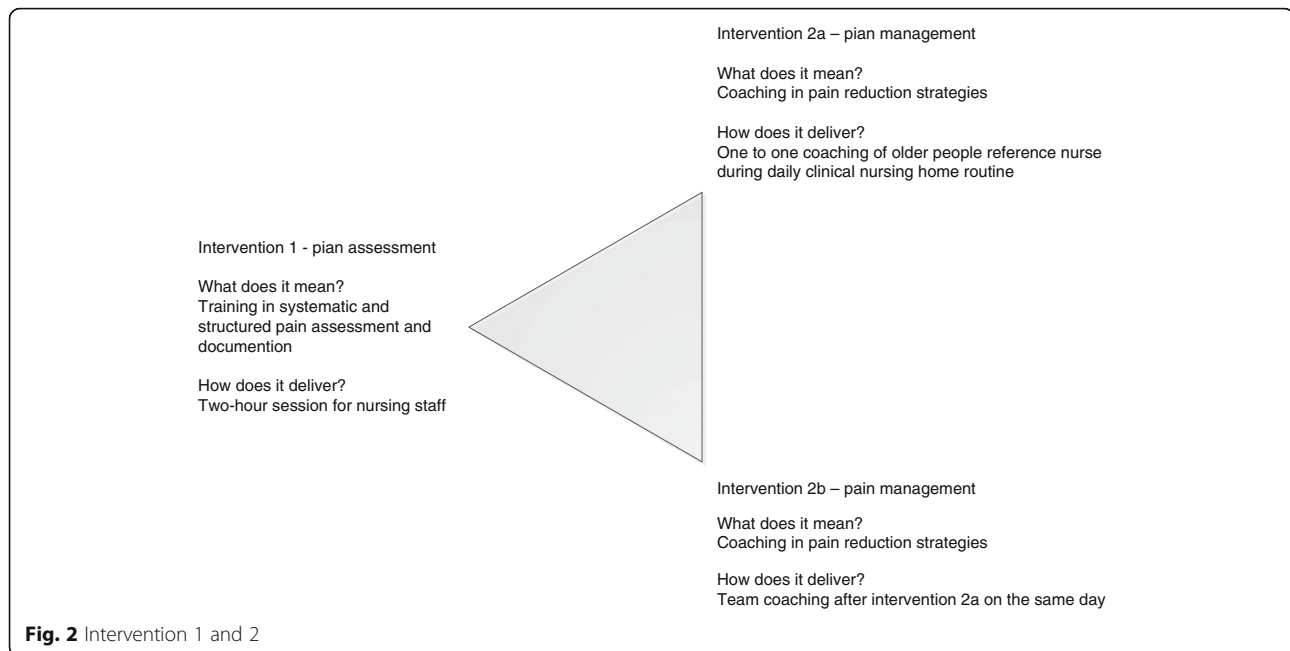 Intervention 2a – pian management
What does it mean?
Coaching in pain reduction strategies
How does it deliver?
One to one coaching of older people reference nurse
during daily clinical nursing home routine
Intervention 1 - pian assessment
What does it mean?
Training in systematic and
structured pain assessment and
documention
How does it deliver?
Two-hour session for nursing staff
Intervention 2b – pain management
What does it mean?
Coaching in pain reduction strategies
How does it deliver?
Team coaching after intervention 2a on the same day
Fig. 2 Intervention 1 and 2